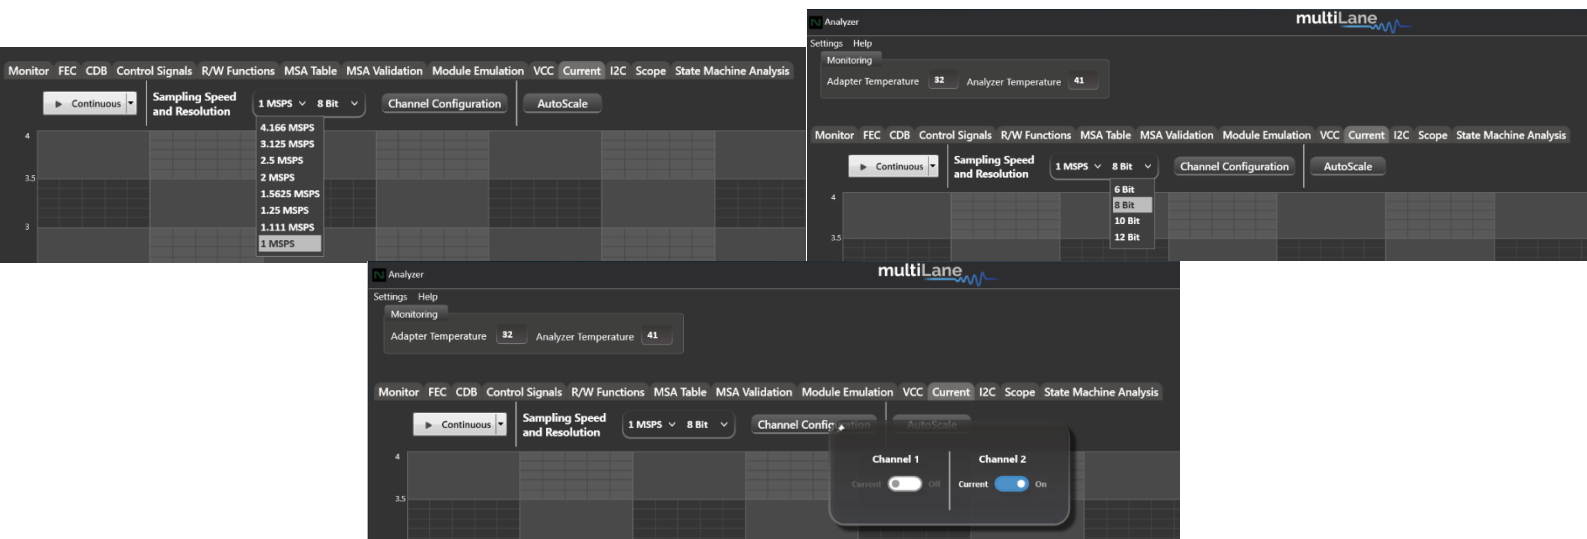 Monitor FEC CDB Control Signals R/W Functions MSA Table MSA Validation Module Emulation VCC Current I2C Scope State Machine Analysis
Continuous
Sampling Speed
and Resolution
1 MSPS 8 Bit
Channel Configuration
AutoScale
4.166 MSPS
3.125 MSPS
2.5 MSPS
2 MSPS
1.5625 MSPS
1.25 MSPS
1.111 MSPS
1 MSPS
4
3.5
3
Analyzer
multiLane
Settings Help
Monitoring
Adapter Temperature 32 Analyzer Temperature 41
Monitor FEC CDB Control Signals R/W Functions MSA Table MSA Validation Module Emulation VCC Current I2C Scope State Machine Analysis
Continuous
Sampling Speed
and Resolution
1 MSPS 8 Bit
Channel Configuration
AutoScale
6 Bit
8 Bit
10 Bit
12 Bit
4
3.5
Analyzer
multiLane
Settings Help
Monitoring
Adapter Temperature 32 Analyzer Temperature 41
Monitor FEC CDB Control Signals R/W Functions MSA Table MSA Validation Module Emulation VCC Current I2C Scope State Machine Analysis
Continuous
Sampling Speed
and Resolution
1 MSPS 8 Bit
Channel Configuration
AutoScale
Channel 1 Channel 2
Current Off Current On
4
3.5